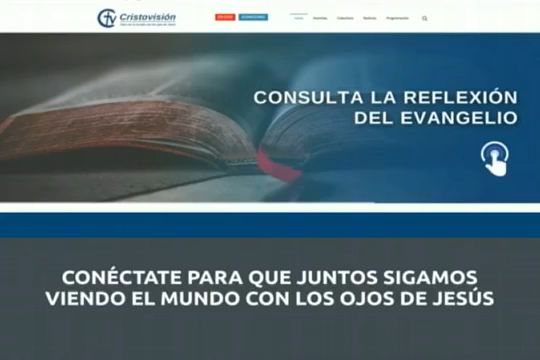 Cristovisión
CONSULTA LA REFLEXIÓN
DEL EVANGELIO
CONÉCTATE PARA QUE JUNTOS SIGAMOS
VIENDO EL MUNDO CON LOS OJOS DE JESÚS